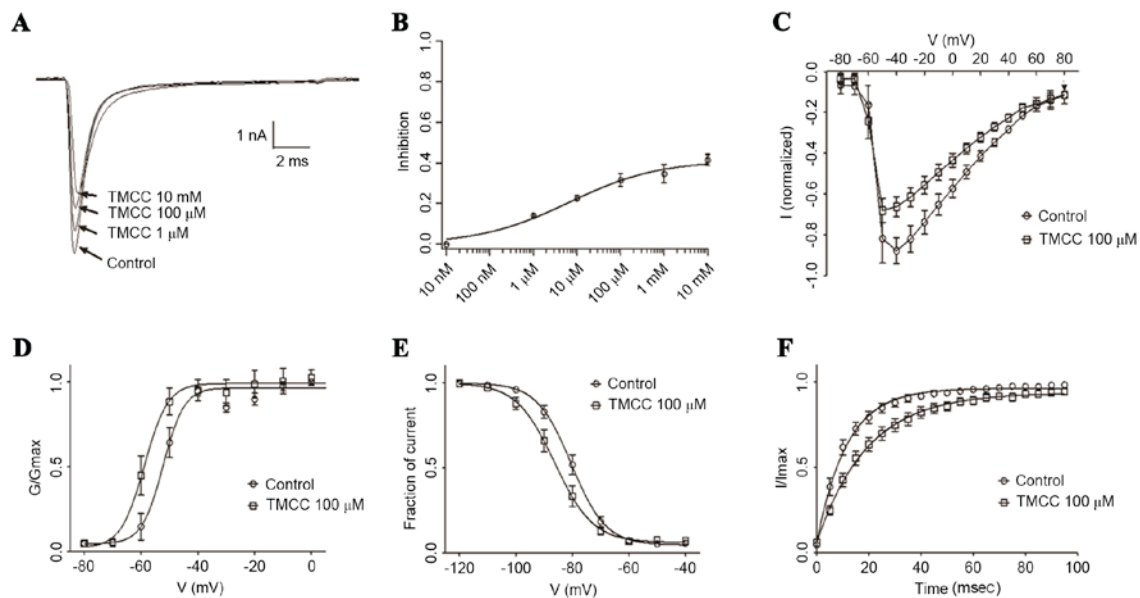 A
1 nA
2 ms
TMCC 10 mM
TMCC 100 μM
TMCC 1 μM
Control
B
Inhibition
1.0
0.8
0.6
0.4
0.2
0.0
10 nM
100 nM
1 μM
10 μM
100 μM
1 mM
10 mM
C
V (mV)
-80 -60 -40 -20 0 20 40 60 80
I (normalized)
0.0
-0.2
-0.4
-0.6
-0.8
-1.0
Control
TMCC 100 μM
D
G/Gmax
1.0
0.5
0.0
Control
TMCC 100 μM
-80 -60 -40 -20 0
V (mV)
E
Fraction of current
1.0
0.5
0.0
Control
TMCC 100 μM
-120 -100 -80 -60 -40
V (mV)
F
I/Imax
1.0
0.5
0.0
Control
TMCC 100 μM
0 20 40 60 80 100
Time (msec)